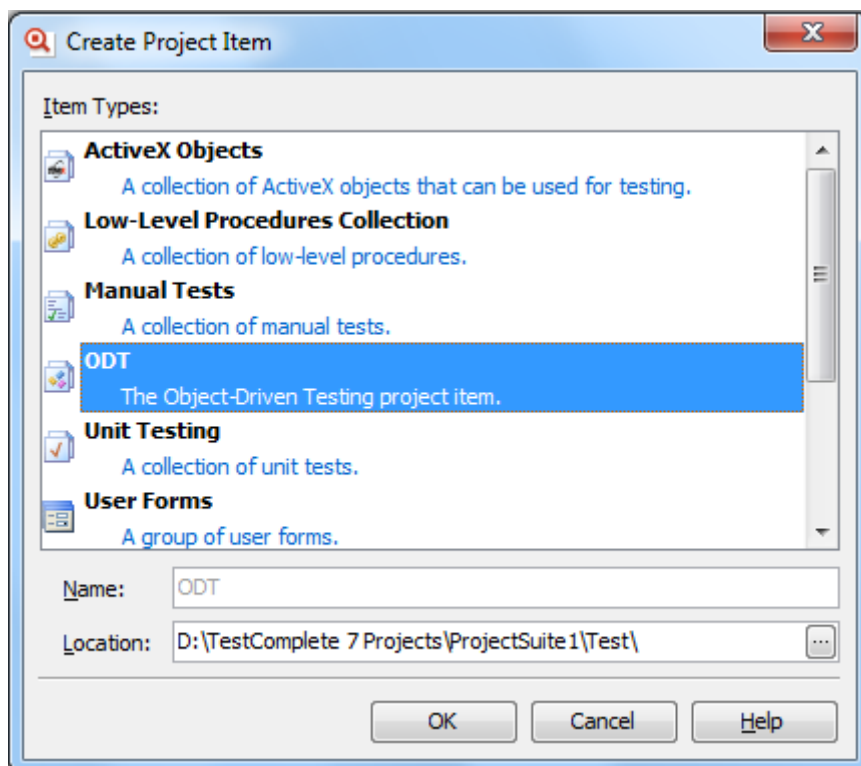 Create Project Item
Item Types:
ActiveX Objects
A collection of ActiveX objects that can be used for testing.
Low-Level Procedures Collection
A collection of low-level procedures.
Manual Tests
A collection of manual tests.
ODT
The Object-Driven Testing project item.
Unit Testing
A collection of unit tests.
User Forms
A group of user forms.
Name: ODT
Location: D:\TestComplete 7 Projects\ProjectSuite1\Test\ ...
OK Cancel Help